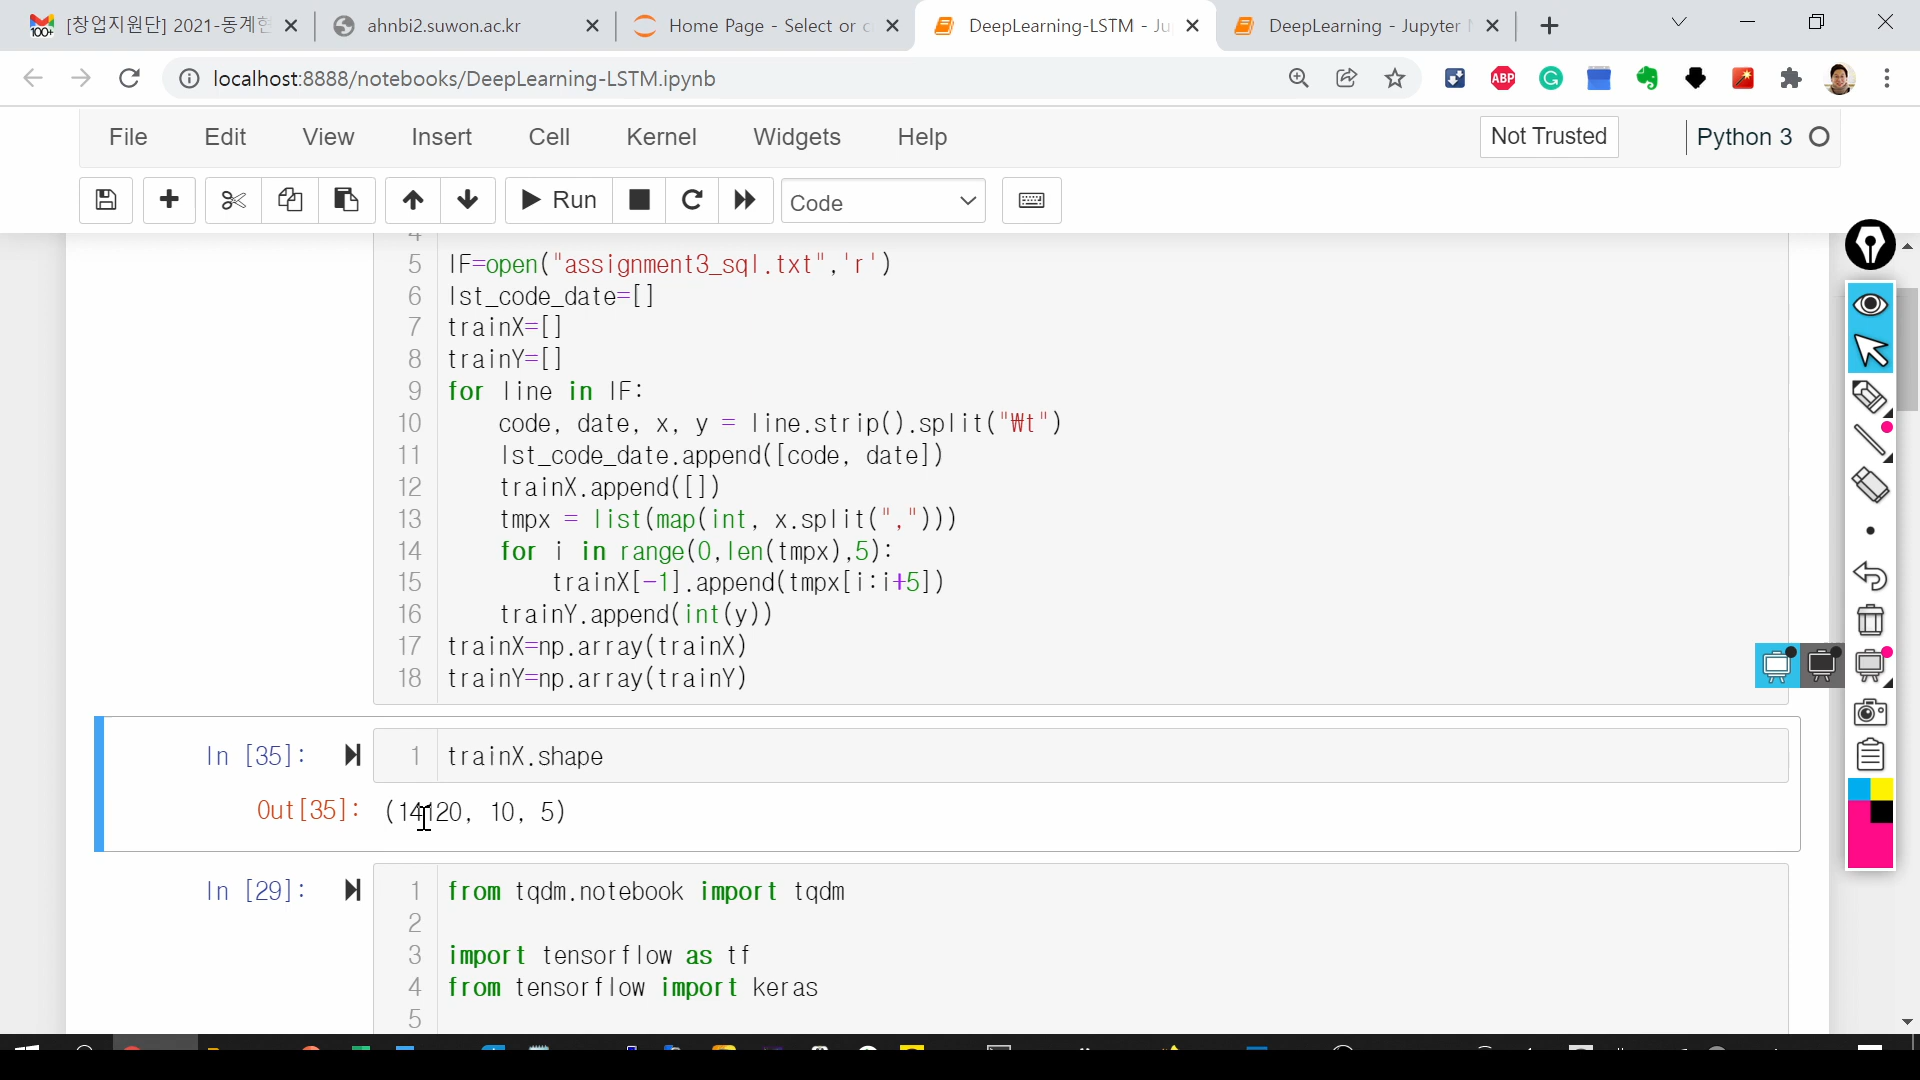 [창업지원단] 2021-동계현
ahnbi2.suwon.ac.kr
Home Page - Select or c
DeepLearning-LSTM - Ju
DeepLearning - Jupyter N
localhost:8888/notebooks/DeepLearning-LSTM.ipynb
ABP
File Edit View Insert Cell Kernel Widgets Help
Not Trusted
Python 3
Run
Code
4
5 IF=open("assignment3_sql.txt",'r')
6 lst_code_date=[]
7 trainX=[]
8 trainY=[]
9 for line in IF:
10 code, date, x, y = line.strip().split("₩t")
11 lst_code_date.append([code, date])
12 trainX.append([])
13 tmpx = list(map(int, x.split(",")))
14 for i in range(0,len(tmpx),5):
15 trainX[-1].append(tmpx[i:i+5])
16 trainY.append(int(y))
17 trainX=np.array(trainX)
18 trainY=np.array(trainY)
In [35]: 1 trainX.shape
Out[35]: (14120, 10, 5)
In [29]: 1 from tqdm.notebook import tqdm
2
3 import tensorflow as tf
4 from tensorflow import keras
5